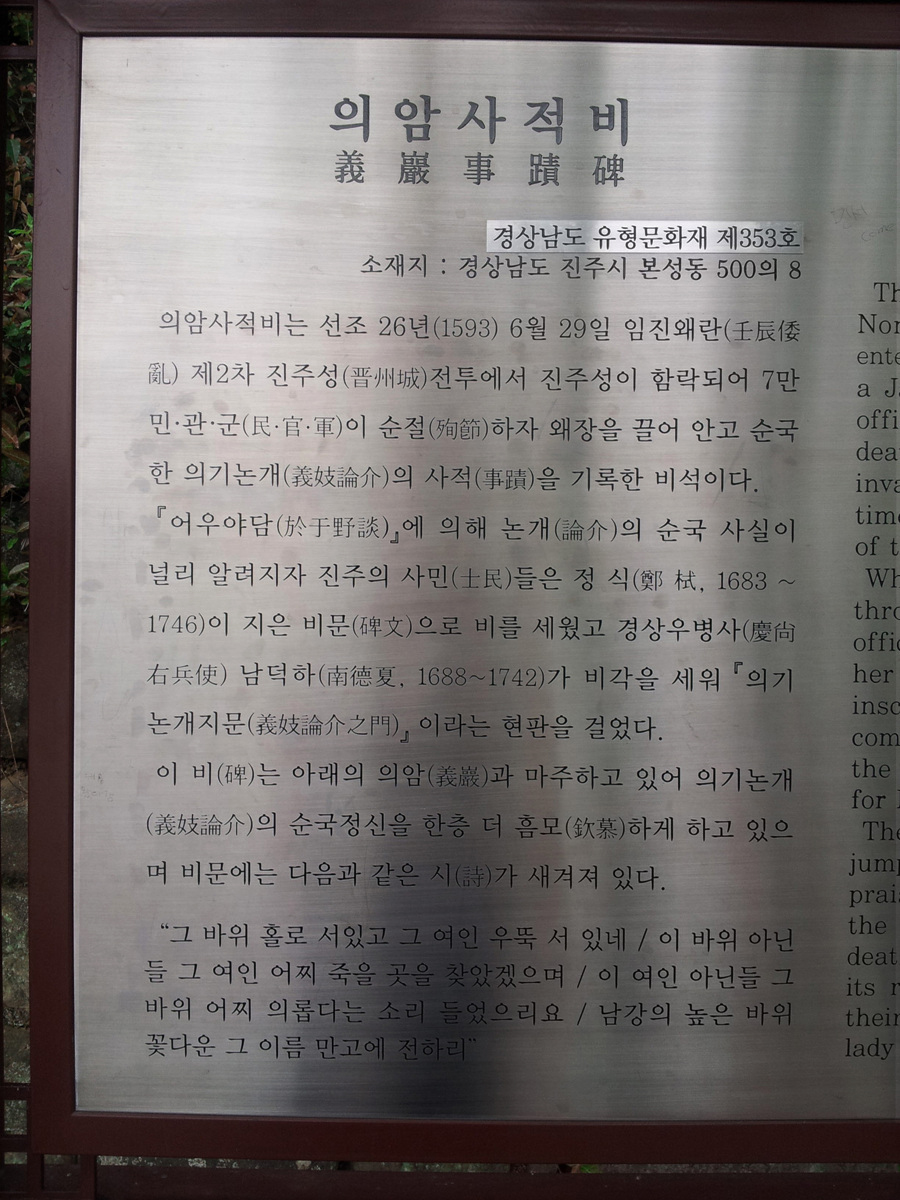 의암사적비
義巖事蹟碑
경상남도 유형문화재 제353호
소재지 : 경상남도 진주시 본성동 500의 8
의암사적비는 선조 26년(1593) 6월 29일 임진왜란(壬辰倭
亂) 제2차 진주성(晋州城)전투에서 진주성이 함락되어 7만
민·관·군(民·官·軍)이 순절(殉節)하자 왜장을 끌어 안고 순국
한 의기논개(義妓論介)의 사적(事蹟)을 기록한 비석이다.
『어우야담(於于野談)』에 의해 논개(論介)의 순국 사실이
널리 알려지자 진주의 사민(士民)들은 정 식(鄭 栻, 1683 ~
1746)이 지은 비문(碑文)으로 비를 세웠고 경상우병사(慶尙
右兵使) 남덕하(南德夏, 1688~1742)가 비각을 세워『의기
논개지문(義妓論介之門)』이라는 현판을 걸었다.
이 비(碑)는 아래의 의암(義巖)과 마주하고 있어 의기논개
(義妓論介)의 순국정신을 한층 더 흠모(欽慕)하게 하고 있으
며 비문에는 다음과 같은 시(詩)가 새겨져 있다.
“그 바위 홀로 서있고 그 여인 우뚝 서 있네 / 이 바위 아닌
들 그 여인 어찌 죽을 곳을 찾았겠으며 / 이 여인 아닌들 그
바위 어찌 의롭다는 소리 들었으리요 / 남강의 높은 바위
꽃다운 그 이름 만고에 전하리”
a
of
her
the
for
The
the
its
their
lady